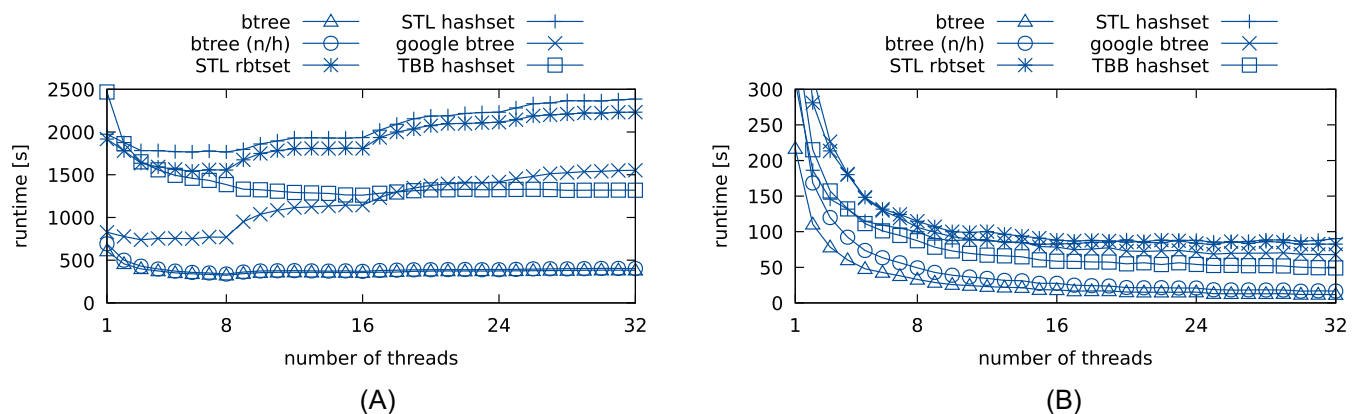 btree STL hashset
btree (n/h) google btree
STL rbtset TBB hashset
2500
2000
1500
1000
500
0
runtime [s]
1 8 16 24 32
number of threads
(A)
btree STL hashset
btree (n/h) google btree
STL rbtset TBB hashset
300
250
200
150
100
50
0
runtime [s]
1 8 16 24 32
number of threads
(B)